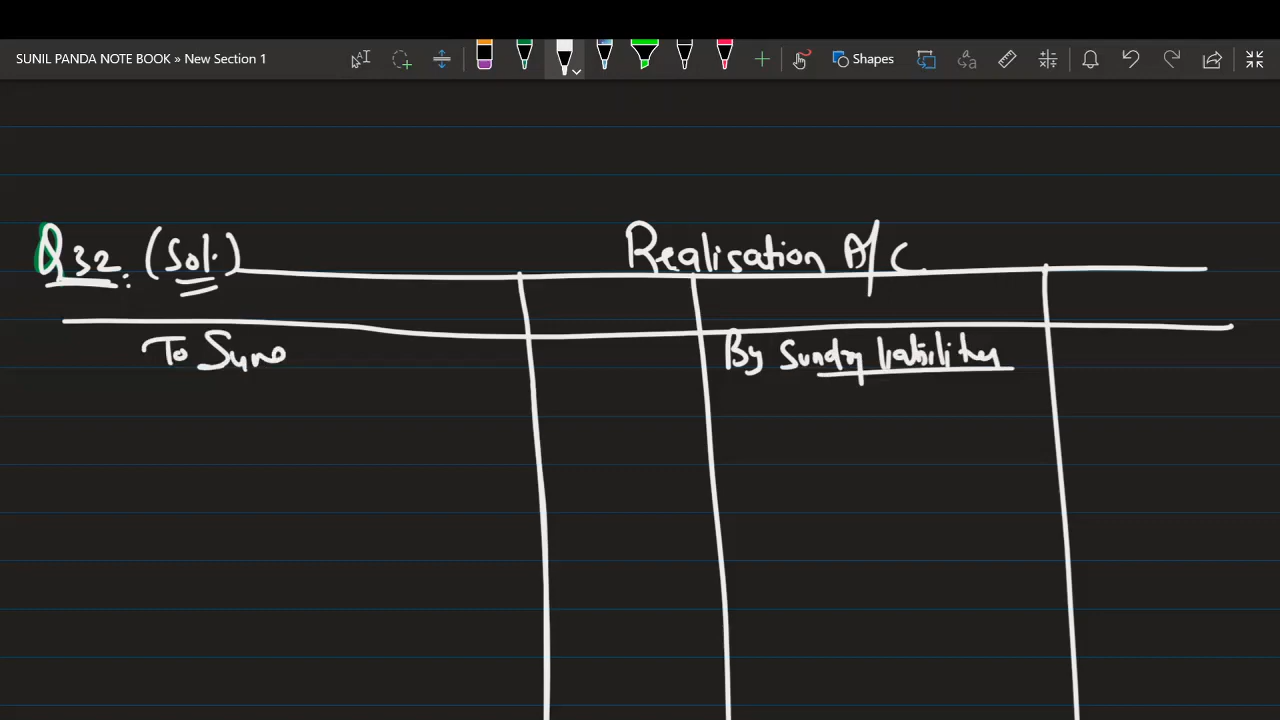 SUNIL PANDA NOTE BOOK » New Section 1
Shapes
Q32. (Sol.) Realisation A/C
To Sun
By Sundry liabilities